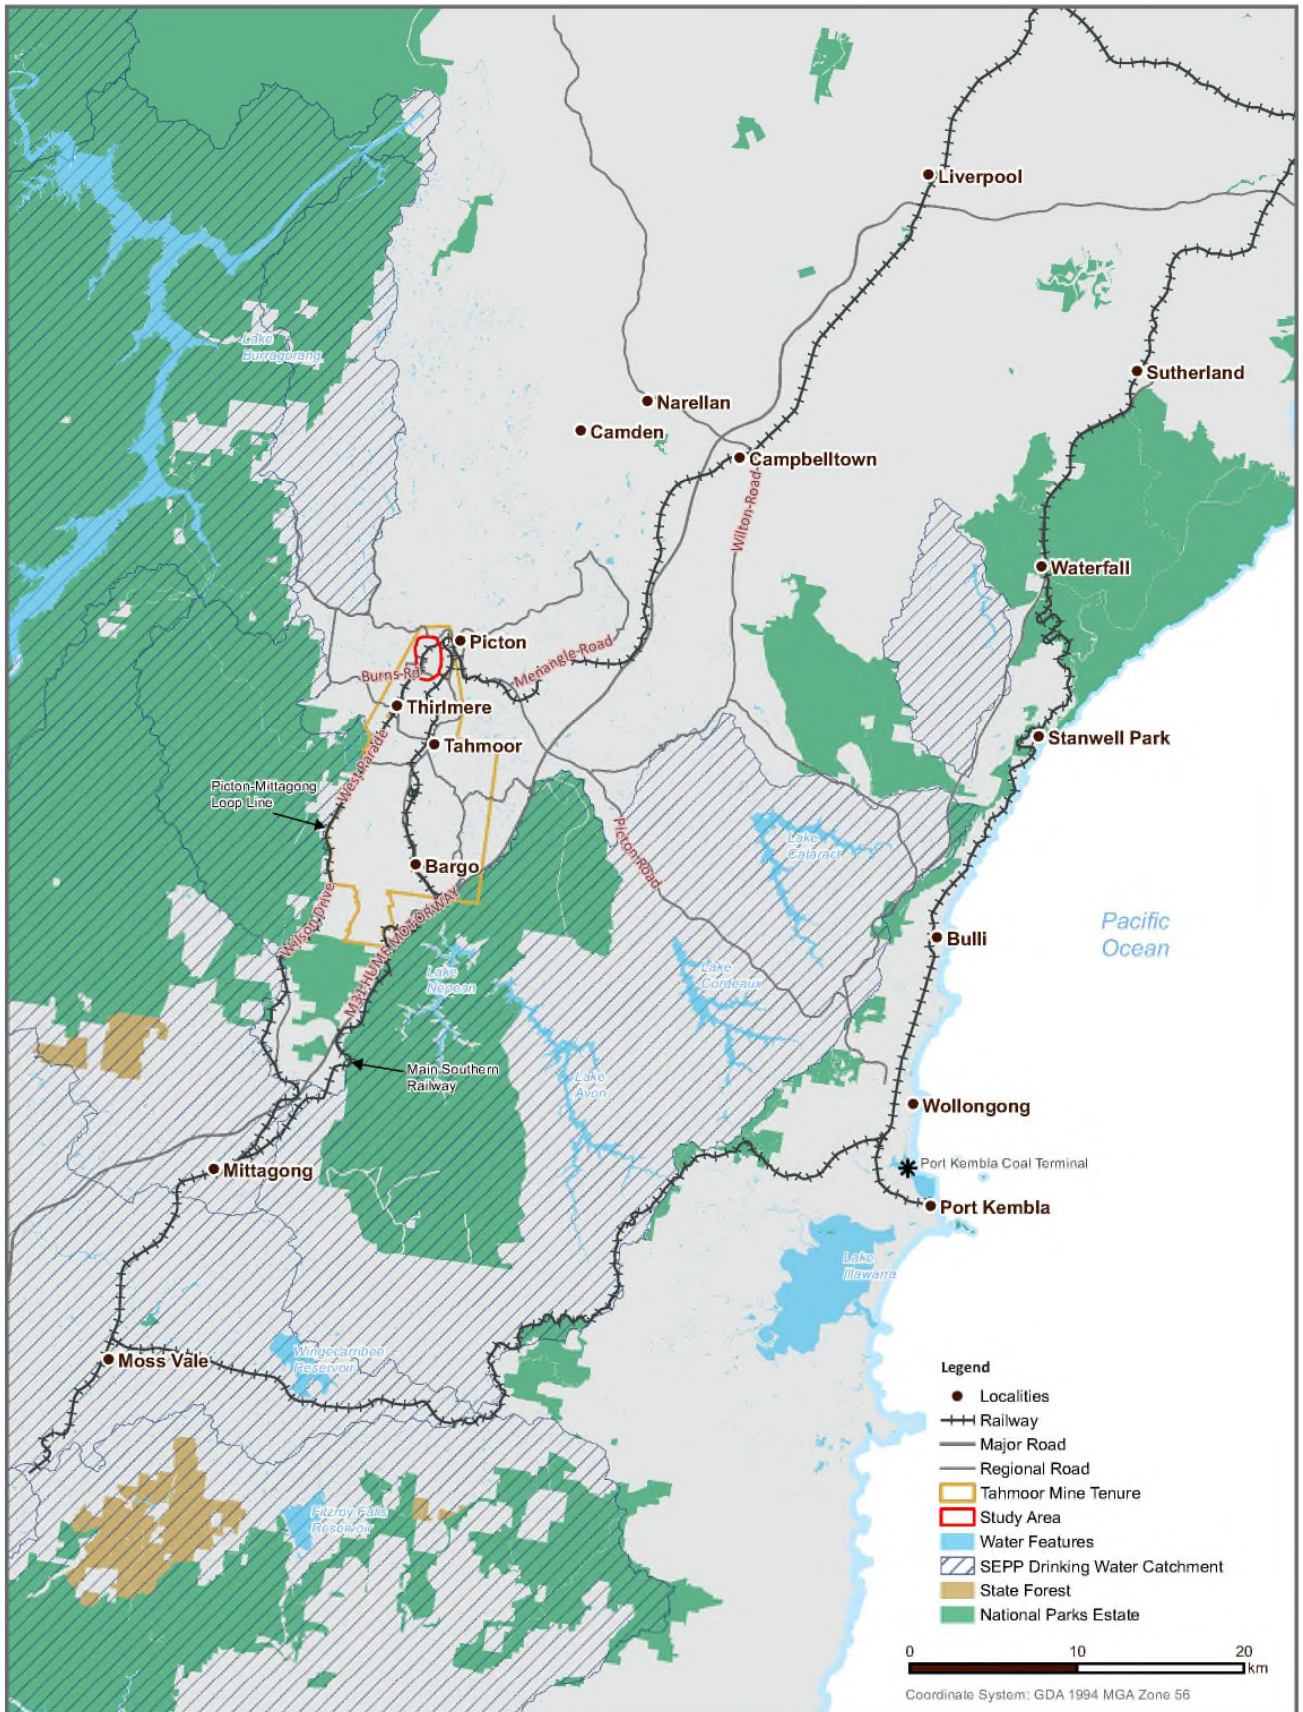 Liverpool
Lake
Burragorang
Sutherland
Narellan
Camden
Campbelltown
Wilton-Road
Waterfall
Picton
Menangle-Road
Burns-Rd
Thirlmere
Stanwell Park
Tahmoor
West Parade
Picton-Mittagong
Loop Line
Picton-Road
Lake
Cataract
Bargo
Wilson Drive
M31-HUME MOTORWAY
Pacific
Ocean
Bulli
Lake
Nepean
Lake
Cordeaux
Main Southern
Railway
Lake
Avon
Wollongong
Mittagong
Port Kembla Coal Terminal
Port Kembla
Lake
Illawarra
Moss Vale
Wingecarribee
Reservoir
Fitzroy Falls
Reservoir
Legend
Localities
Railway
Major Road
Regional Road
Tahmoor Mine Tenure
Study Area
Water Features
SEPP Drinking Water Catchment
State Forest
National Parks Estate
0 10 20
km
Coordinate System: GDA 1994 MGA Zone 56